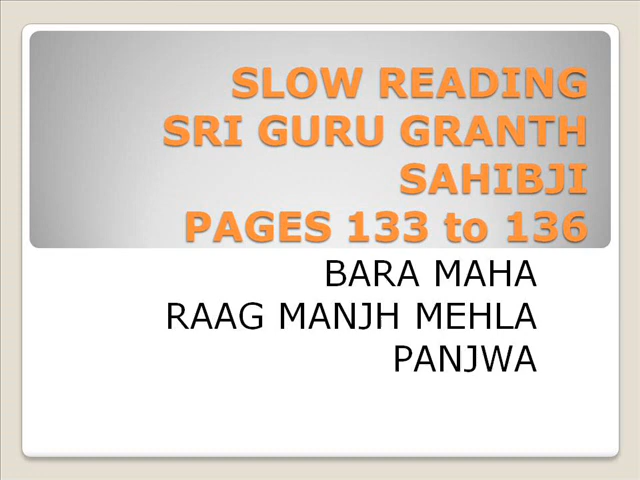 SLOW READING
SRI GURU GRANTH
SAHIBJI
PAGES 133 to 136
BARA MAHA
RAAG MANJH MEHLA
PANJWA